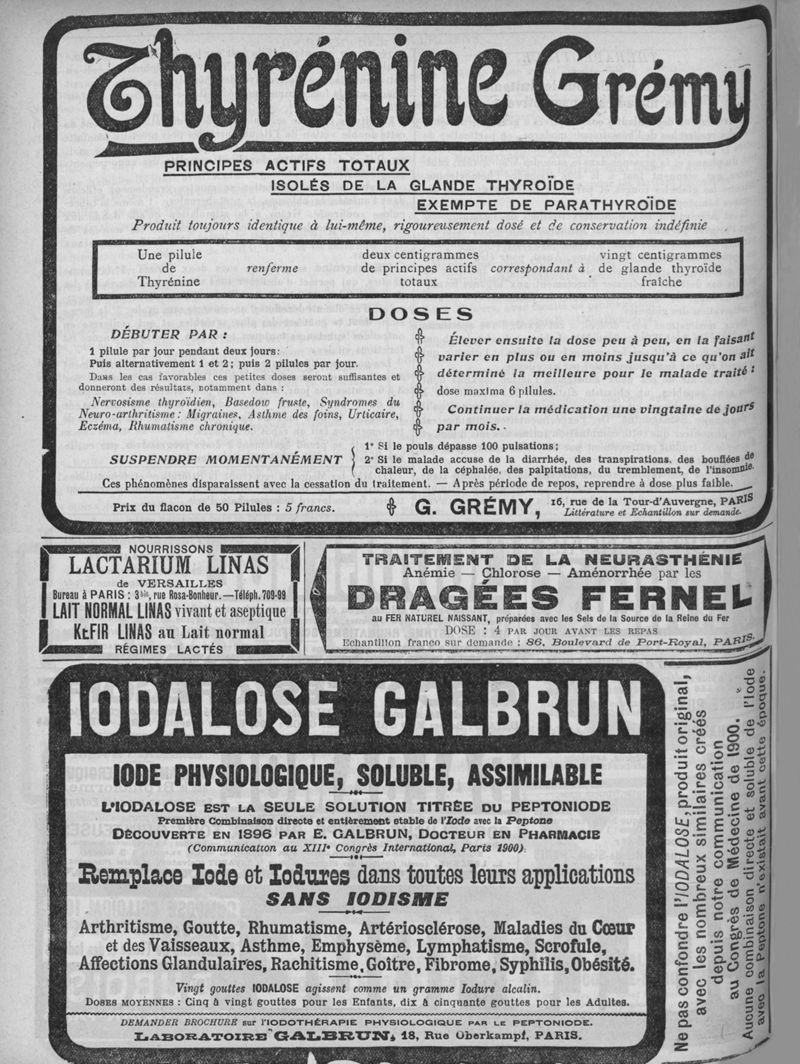 Thyrénine Grémy
PRINCIPES ACTIFS TOTAUX
ISOLÉS DE LA GLANDE THYROÏDE
EXEMPTE DE PARATHYROÏDE
Produit toujours identique à lui-même, rigoureusement dosé et de conservation indéfinie
Une pilule de Thyrénine renferme deux centigrammes de principes actifs totaux correspondant à vingt centigrammes de glande thyroïde fraîche
DOSES
DÉBUTER PAR :
1 pilule par jour pendant deux jours:
Puis alternativement 1 et 2; puis 2 pilules par jour.
Dans les cas favorables ces petites doses seront suffisantes et
donneront des résultats, notamment dans :
Nervosisme thyroïdien, Basedow fruste, Syndromes du
Neuro-arthritisme : Migraines, Asthme des foins, Urticaire,
Eczéma, Rhumatisme chronique.
Élever ensuite la dose peu à peu, en la faisant
varier en plus ou en moins jusqu'à ce qu'on ait
déterminé la meilleure pour le malade traité :
dose maxima 6 pilules.
Continuer la médication une vingtaine de jours
par mois.
SUSPENDRE MOMENTANÉMENT
1° Si le pouls dépasse 100 pulsations;
2° Si le malade accuse de la diarrhée, des transpirations, des bouffées de
chaleur, de la céphalée, des palpitations, du tremblement, de l'insomnie.
Ces phénomènes disparaissent avec la cessation du traitement. — Après période de repos, reprendre à dose plus faible.
Prix du flacon de 50 Pilules : 5 francs.
G. GRÉMY, 16, rue de la Tour-d'Auvergne, PARIS
Littérature et Echantillon sur demande.
NOURRISSONS
LACTARIUM LINAS
de VERSAILLES
Bureau à PARIS : 3bis, rue Rosa-Bonheur. — Téléph. 709-99
LAIT NORMAL LINAS vivant et aseptique
KÉFIR LINAS au Lait normal
RÉGIMES LACTÉS
TRAITEMENT DE LA NEURASTHÉNIE
Anémie — Chlorose — Aménorrhée par les
DRAGÉES FERNEL
au FER NATUREL NAISSANT, préparées avec les Sels de la Source de la Reine du Fer
DOSE : 4 PAR JOUR AVANT LES REPAS
Echantillon franco sur demande : 86, Boulevard de Port-Royal, PARIS.
IODALOSE GALBRUN
IODE PHYSIOLOGIQUE, SOLUBLE, ASSIMILABLE
L'IODALOSE EST LA SEULE SOLUTION TITRÉE DU PEPTONIODE
Première Combinaison directe et entièrement stable de l'Iode avec la Peptone
DÉCOUVERTE EN 1896 PAR E. GALBRUN, DOCTEUR EN PHARMACIE
(Communication au XIIIe Congrès International, Paris 1900).
Remplace Iode et Iodures dans toutes leurs applications
SANS IODISME
Arthritisme, Goutte, Rhumatisme, Artériosclérose, Maladies du Cœur
et des Vaisseaux, Asthme, Emphysème, Lymphatisme, Scrofule,
Affections Glandulaires, Rachitisme, Goître, Fibrome, Syphilis, Obésité.
Vingt gouttes IODALOSE agissent comme un gramme Iodure alcalin.
DOSES MOYENNES : Cinq à vingt gouttes pour les Enfants, dix à cinquante gouttes pour les Adultes.
DEMANDER BROCHURE sur l'IODOTHÉRAPIE PHYSIOLOGIQUE PAR LE PEPTONIODE.
LABORATOIRE GALBRUN, 18, Rue Oberkampf, PARIS.
Ne pas confondre l'IODALOSE, produit original,
avec les nombreux similaires créés
depuis notre communication
au Congrès de Médecine de 1900.
Aucune combinaison directe et soluble de l'Iode
avec la Peptone n'existait avant cette époque.